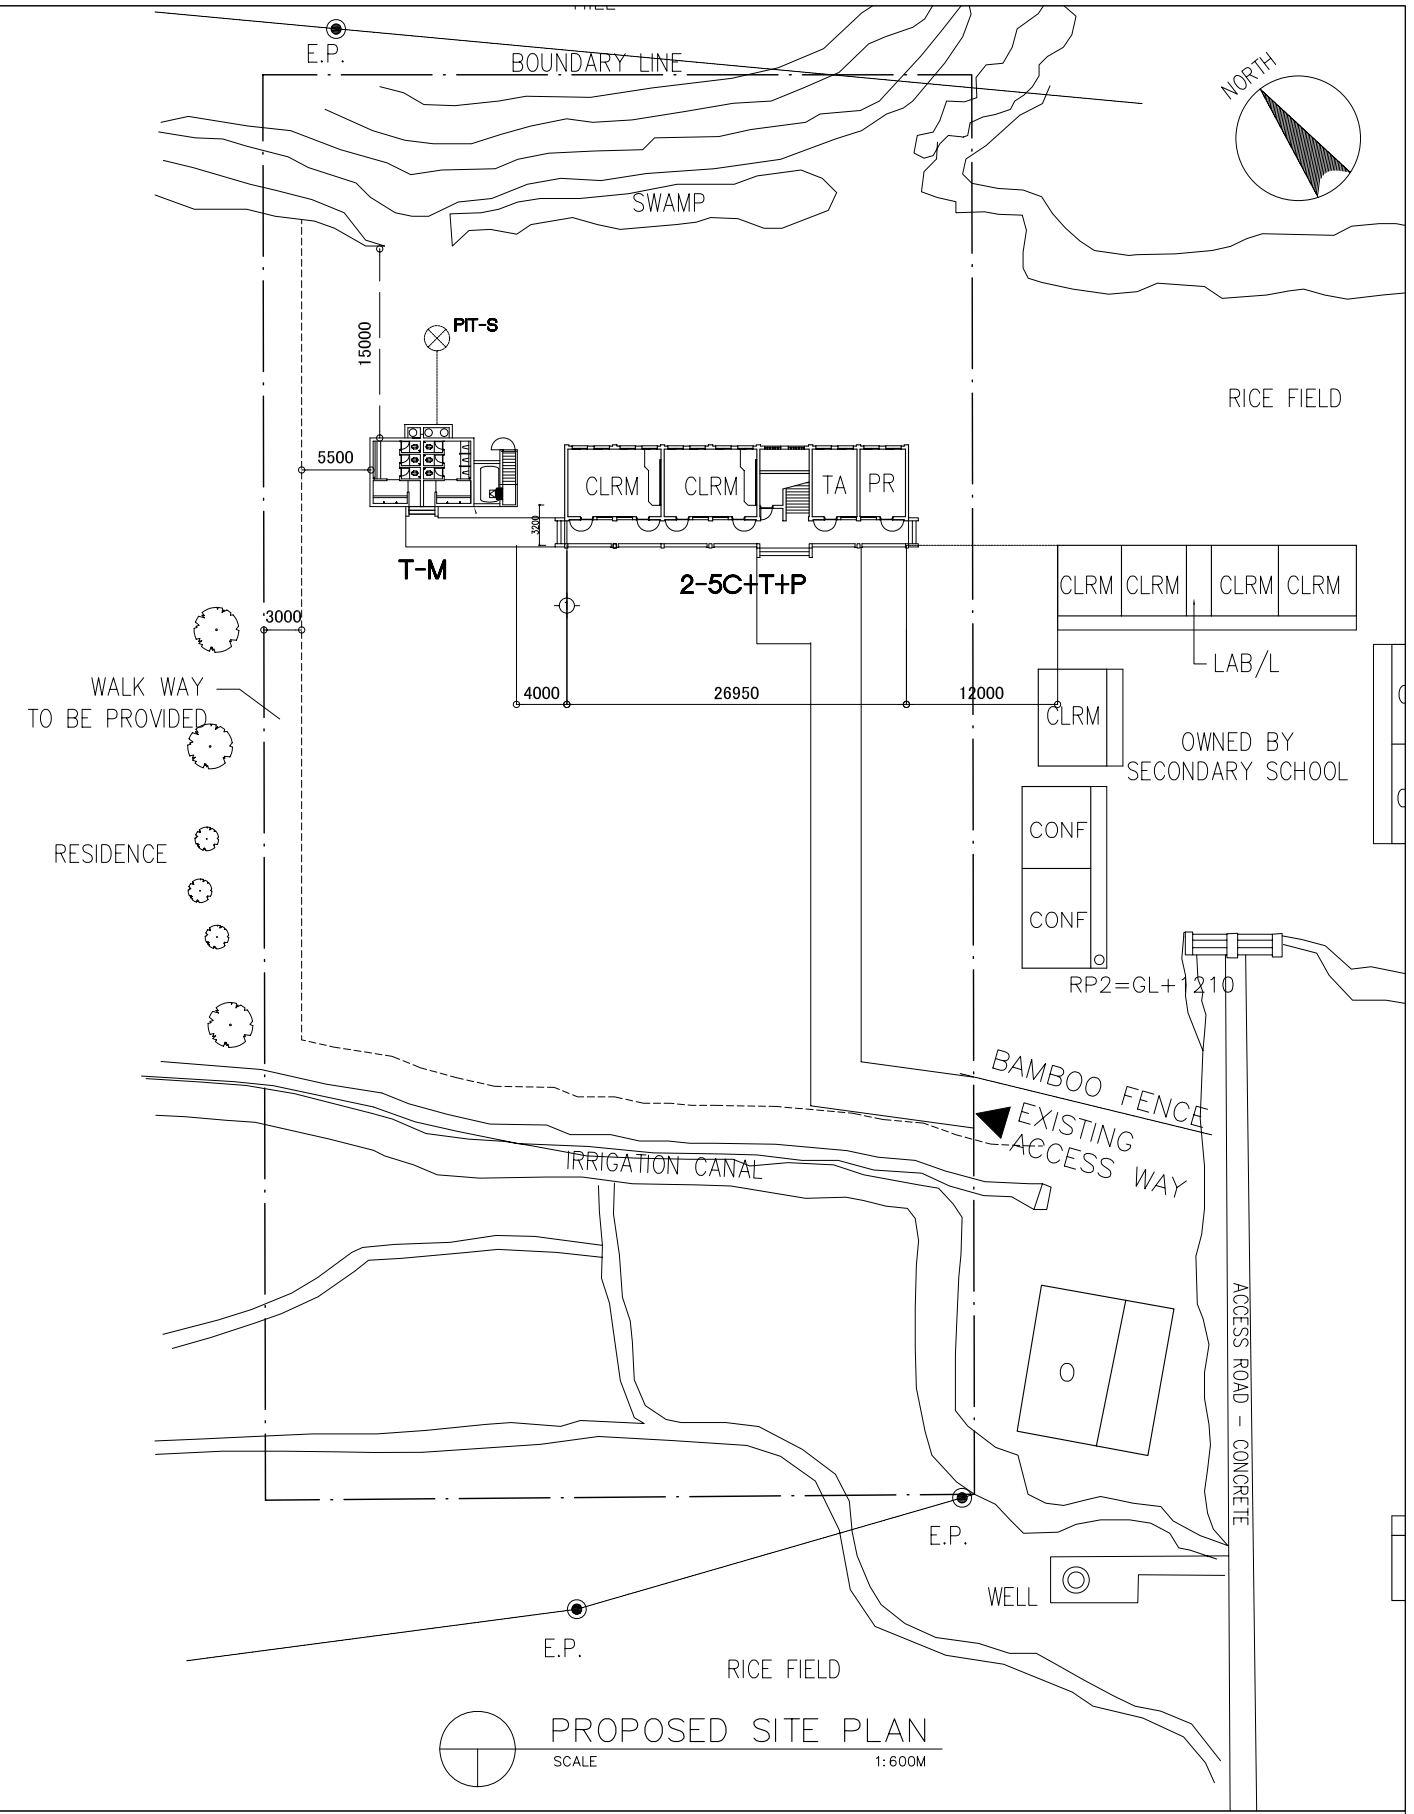 E.P.
BOUNDARY LINE
NORTH
SWAMP
15000
PIT-S
RICE FIELD
5500
CLRM
CLRM
TA
PR
3200
T-M
2-5C+T+P
CLRM
CLRM
CLRM
CLRM
3000
LAB/L
WALK WAY
TO BE PROVIDED
4000
26950
12000
CLRM
OWNED BY
SECONDARY SCHOOL
CONF
RESIDENCE
CONF
RP2=GL+1210
BAMBOO FENCE
EXISTING
ACCESS WAY
IRRIGATION CANAL
ACCESS ROAD - CONCRETE
E.P.
WELL
E.P.
RICE FIELD
PROPOSED SITE PLAN
SCALE
1:600M